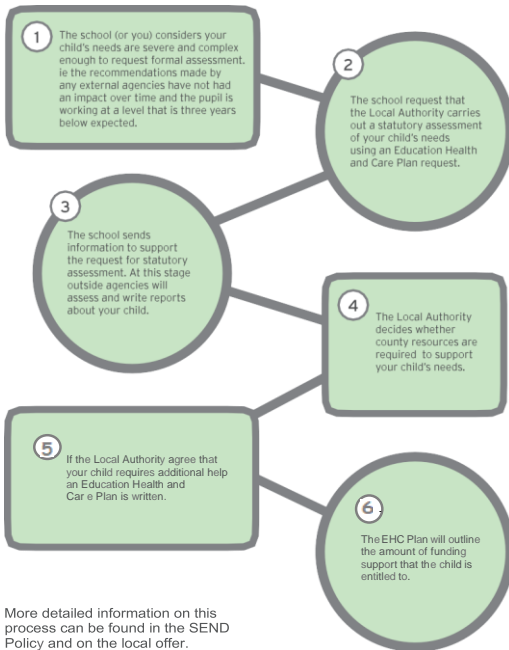 1
The school (or you) considers your
child's needs are severe and complex
enough to request formal assessment.
ie the recommendations made by
any external agencies have not had
an impact over time and the pupil is
working at a level that is three years
below expected.
2
The school request that
the Local Authority carries
out a statutory assessment
of your child's needs
using an Education Health
and Care Plan request.
3
The school sends
information to support
the request for statutory
assessment. At this stage
outside agencies will
assess and write reports
about your child.
4
The Local Authority
decides whether
county resources are
required to support
your child's needs.
5
If the Local Authority agree that
your child requires additional help
an Education Health and
Car e Plan is written.
6
The EHC Plan will outline
the amount of funding
support that the child is
entitled to.
More detailed information on this
process can be found in the SEND
Policy and on the local offer.